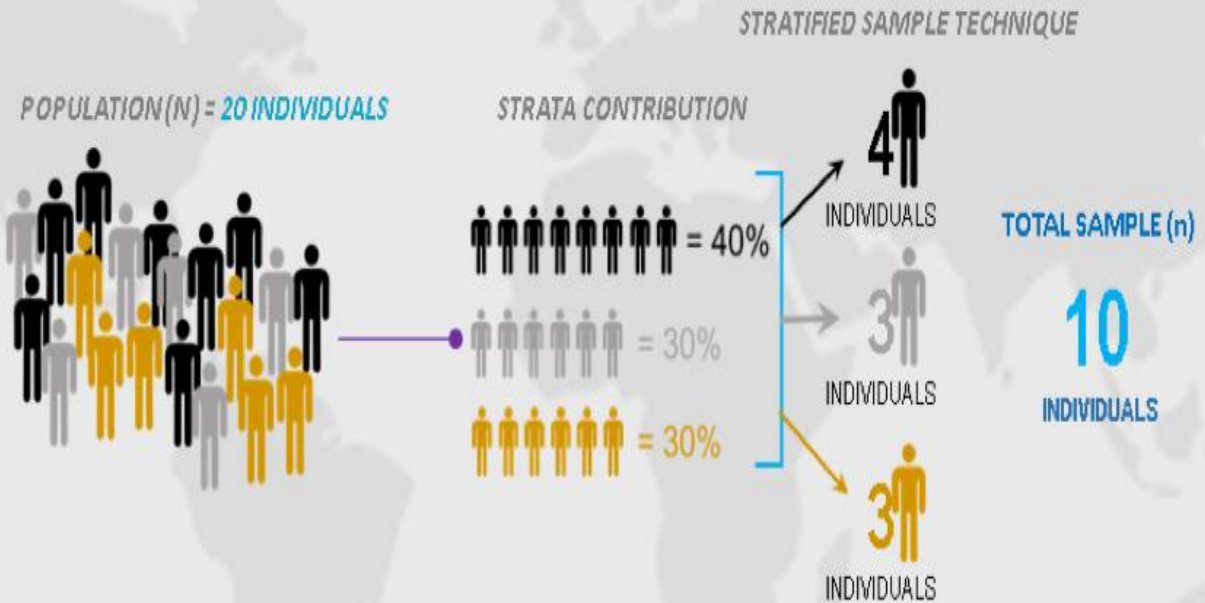 STRATIFIED SAMPLE TECHNIQUE
POPULATION(N) = 20 INDIVIDUALS
STRATA CONTRIBUTION
= 40%
= 30%
= 30%
4
INDIVIDUALS
3
INDIVIDUALS
3
INDIVIDUALS
TOTAL SAMPLE (n)
10
INDIVIDUALS